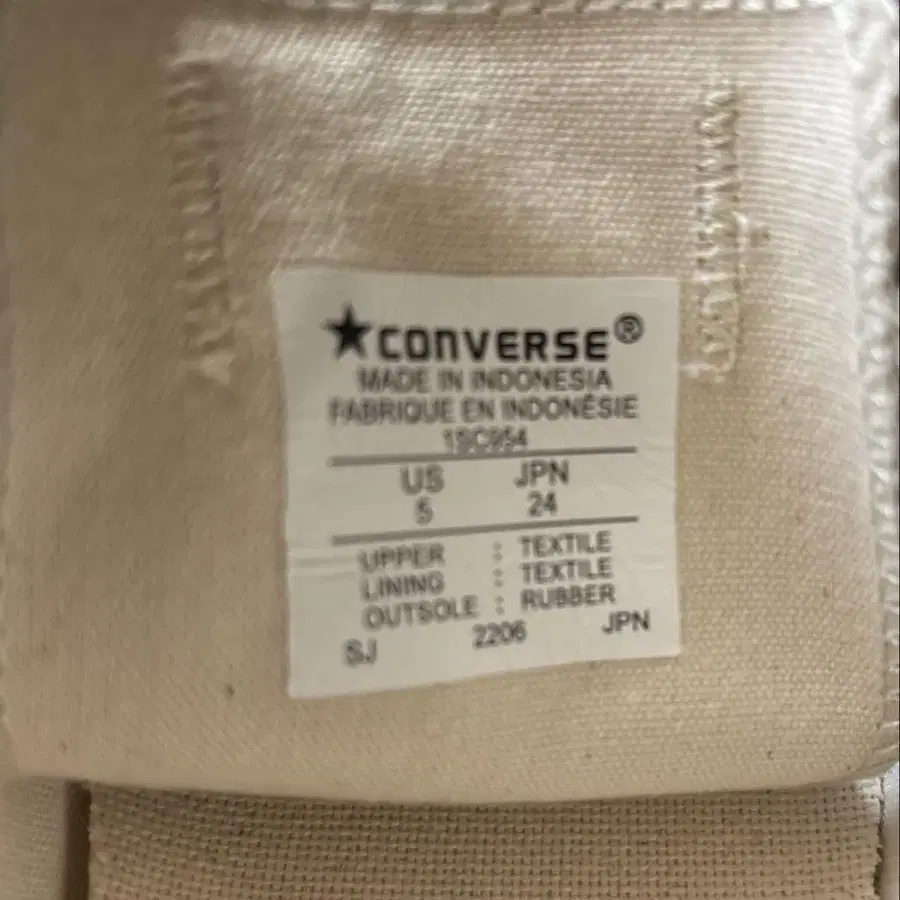 ★CONVERSE®
MADE IN INDONESIA
FABRIQUE EN INDONÉSIE
1SC954
US JPN
5 24
UPPER : TEXTILE
LINING : TEXTILE
OUTSOLE : RUBBER
SJ 2206 JPN